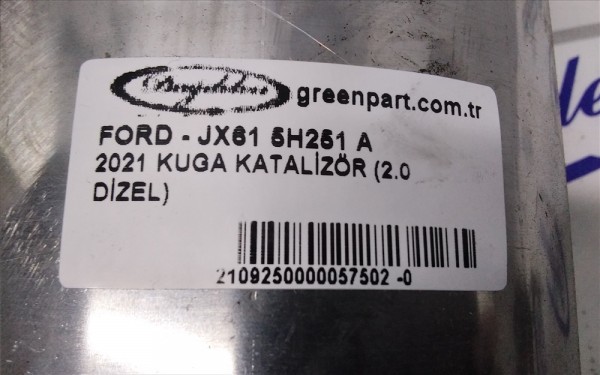 greenpart.com.tr
FORD - JX61 5H251 A
2021 KUGA KATALİZÖR (2.0
DİZEL)
2109250000057502 -0